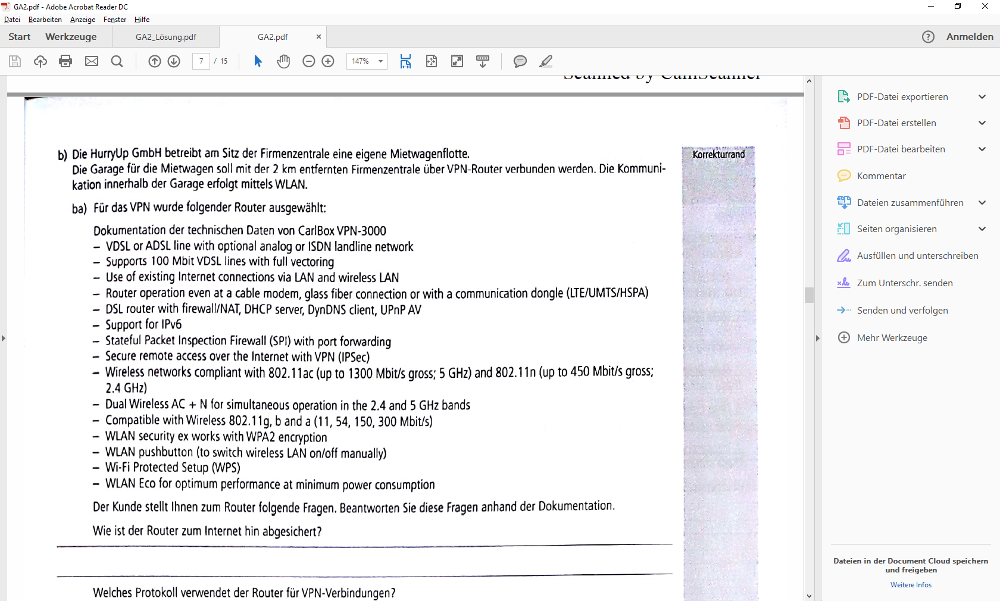 GA2.pdf - Adobe Acrobat Reader DC
Datei Bearbeiten Anzeige Fenster Hilfe
Start Werkzeuge GA2_Lösung.pdf GA2.pdf × ? Anmelden
7 / 15 147%
Scanned by CamScanner
b) Die HurryUp GmbH betreibt am Sitz der Firmenzentrale eine eigene Mietwagenflotte.
Die Garage für die Mietwagen soll mit der 2 km entfernten Firmenzentrale über VPN-Router verbunden werden. Die Kommuni-
kation innerhalb der Garage erfolgt mittels WLAN.
ba) Für das VPN wurde folgender Router ausgewählt:
Dokumentation der technischen Daten von CarlBox VPN-3000
– VDSL or ADSL line with optional analog or ISDN landline network
– Supports 100 Mbit VDSL lines with full vectoring
– Use of existing Internet connections via LAN and wireless LAN
– Router operation even at a cable modem, glass fiber connection or with a communication dongle (LTE/UMTS/HSPA)
– DSL router with firewall/NAT, DHCP server, DynDNS client, UPnP AV
– Support for IPv6
– Stateful Packet Inspection Firewall (SPI) with port forwarding
– Secure remote access over the Internet with VPN (IPSec)
– Wireless networks compliant with 802.11ac (up to 1300 Mbit/s gross; 5 GHz) and 802.11n (up to 450 Mbit/s gross;
2.4 GHz)
– Dual Wireless AC + N for simultaneous operation in the 2.4 and 5 GHz bands
– Compatible with Wireless 802.11g, b and a (11, 54, 150, 300 Mbit/s)
– WLAN security ex works with WPA2 encryption
– WLAN pushbutton (to switch wireless LAN on/off manually)
– Wi-Fi Protected Setup (WPS)
– WLAN Eco for optimum performance at minimum power consumption
Der Kunde stellt Ihnen zum Router folgende Fragen. Beantworten Sie diese Fragen anhand der Dokumentation.
Wie ist der Router zum Internet hin abgesichert?
Welches Protokoll verwendet der Router für VPN-Verbindungen?
Korrekturrand
PDF-Datei exportieren
PDF-Datei erstellen
PDF-Datei bearbeiten
Kommentar
Dateien zusammenführen
Seiten organisieren
Ausfüllen und unterschreiben
Zum Unterschr. senden
Senden und verfolgen
Mehr Werkzeuge
Dateien in der Document Cloud speichern
und freigeben
Weitere Infos